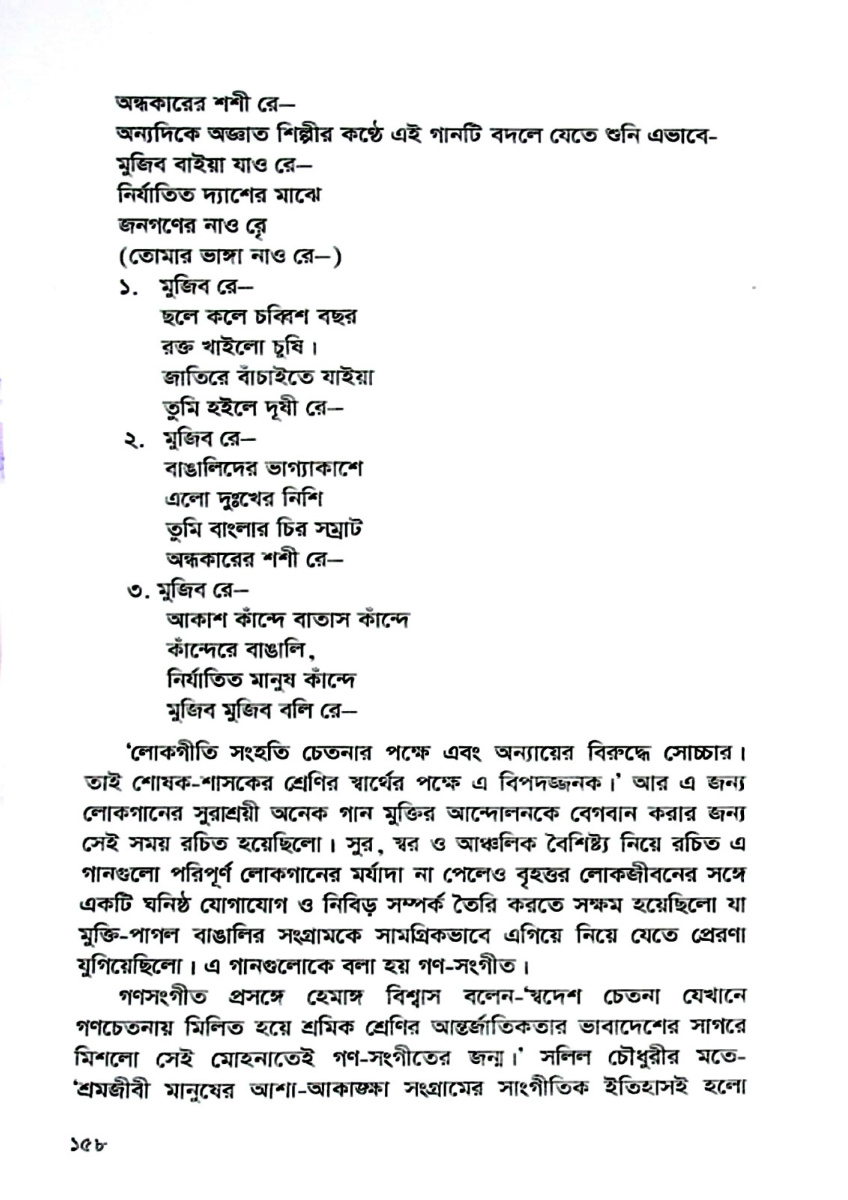 অন্ধকারের শশী রে—
অন্যদিকে অজ্ঞাত শিল্পীর কণ্ঠে এই গানটি বদলে যেতে শুনি এভাবে-
মুজিব বাইয়া যাও রে—
নির্যাতিত দ্যাশের মাঝে
জনগণের নাও রে
(তোমার ভাঙ্গা নাও রে—)
১. মুজিব রে—
ছলে কলে চব্বিশ বছর
রক্ত খাইলো চূষি।
জাতিরে বাঁচাইতে যাইয়া
তুমি হইলে দূষী রে—
২. মুজিব রে—
বাঙালিদের ভাগ্যাকাশে
এলো দুঃখের নিশি
তুমি বাংলার চির সম্রাট
অন্ধকারের শশী রে—
৩. মুজিব রে—
আকাশ কাঁন্দে বাতাস কাঁন্দে
কাঁন্দেরে বাঙালি,
নির্যাতিত মানুষ কাঁন্দে
মুজিব মুজিব বলি রে—
'লোকগীতি সংহতি চেতনার পক্ষে এবং অন্যায়ের বিরুদ্ধে সোচ্চার।
তাই শোষক-শাসকের শ্রেণির স্বার্থের পক্ষে এ বিপদজ্জনক।' আর এ জন্য
লোকগানের সুরাশ্রয়ী অনেক গান মুক্তির আন্দোলনকে বেগবান করার জন্য
সেই সময় রচিত হয়েছিলো। সুর, স্বর ও আঞ্চলিক বৈশিষ্ট্য নিয়ে রচিত এ
গানগুলো পরিপূর্ণ লোকগানের মর্যাদা না পেলেও বৃহত্তর লোকজীবনের সঙ্গে
একটি ঘনিষ্ঠ যোগাযোগ ও নিবিড় সম্পর্ক তৈরি করতে সক্ষম হয়েছিলো যা
মুক্তি-পাগল বাঙালির সংগ্রামকে সামগ্রিকভাবে এগিয়ে নিয়ে যেতে প্রেরণা
যুগিয়েছিলো। এ গানগুলোকে বলা হয় গণ-সংগীত।
গণসংগীত প্রসঙ্গে হেমাঙ্গ বিশ্বাস বলেন-'স্বদেশ চেতনা যেখানে
গণচেতনায় মিলিত হয়ে শ্রমিক শ্রেণির আন্তর্জাতিকতার ভাবাদেশের সাগরে
মিশলো সেই মোহনাতেই গণ-সংগীতের জন্ম।' সলিল চৌধুরীর মতে-
'শ্রমজীবী মানুষের আশা-আকাঙ্ক্ষা সংগ্রামের সাংগীতিক ইতিহাসই হলো
১৫৮